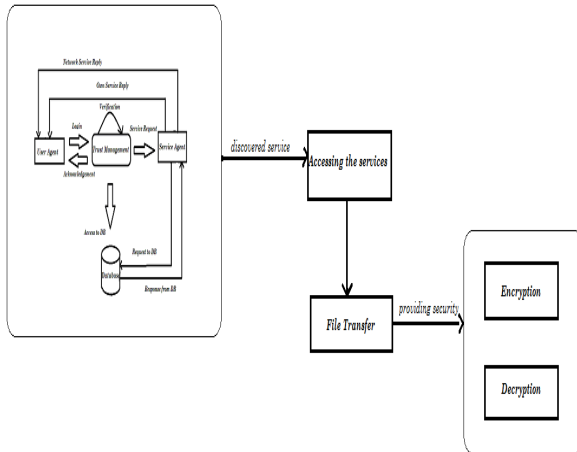 Network Service Reply
Own Service Reply
Verification
Login
Service Request
User Agent
Trust Management
Service Agent
Acknowledgement
Access to DB
Request to DB
Database
Response from DB
discovered service
Accessing the services
File Transfer
providing security
Encryption
Decryption